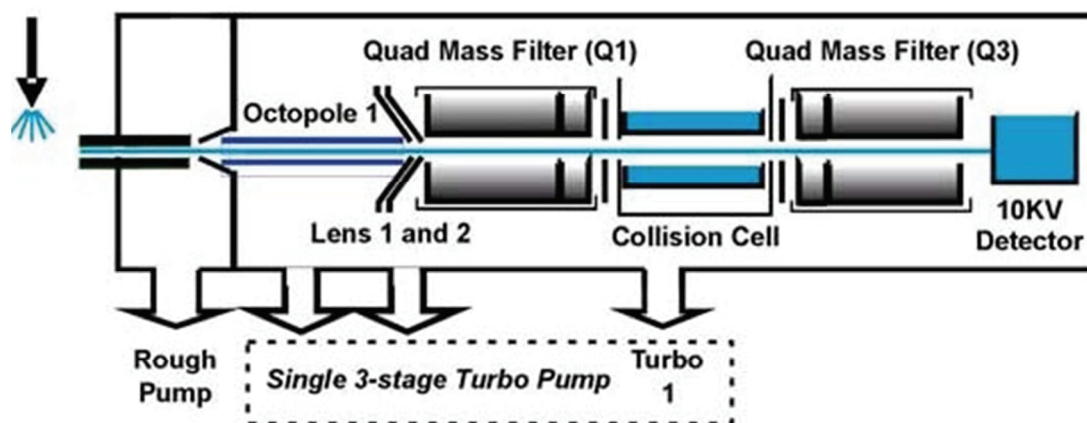 Quad Mass Filter (Q1)
Quad Mass Filter (Q3)
Octopole 1
Lens 1 and 2
Collision Cell
10KV
Detector
Rough
Pump
Single 3-stage Turbo Pump
Turbo
1